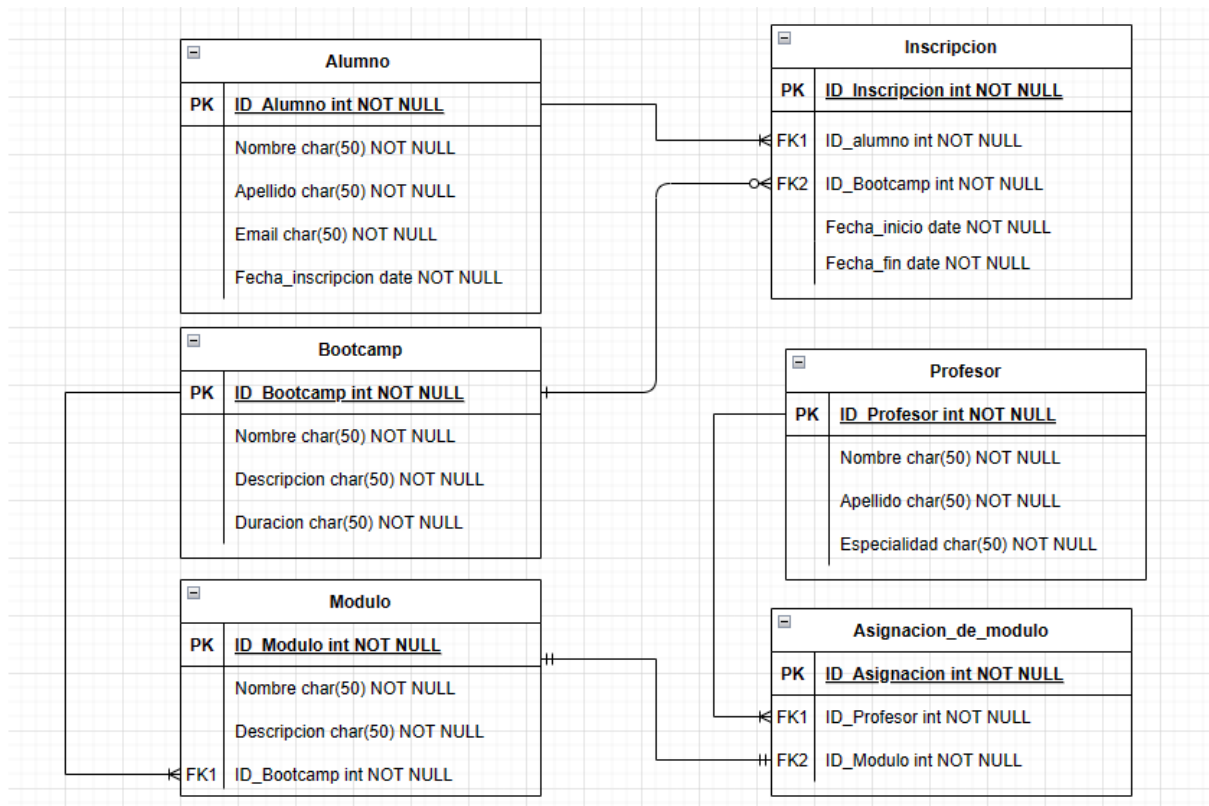 Alumno
PK ID_Alumno int NOT NULL
Nombre char(50) NOT NULL
Apellido char(50) NOT NULL
Email char(50) NOT NULL
Fecha_inscripcion date NOT NULL
Inscripcion
PK ID_Inscripcion int NOT NULL
FK1 ID_alumno int NOT NULL
FK2 ID_Bootcamp int NOT NULL
Fecha_inicio date NOT NULL
Fecha_fin date NOT NULL
Bootcamp
PK ID_Bootcamp int NOT NULL
Nombre char(50) NOT NULL
Descripcion char(50) NOT NULL
Duracion char(50) NOT NULL
Profesor
PK ID_Profesor int NOT NULL
Nombre char(50) NOT NULL
Apellido char(50) NOT NULL
Especialidad char(50) NOT NULL
Modulo
PK ID_Modulo int NOT NULL
Nombre char(50) NOT NULL
Descripcion char(50) NOT NULL
FK1 ID_Bootcamp int NOT NULL
Asignacion_de_modulo
PK ID_Asignacion int NOT NULL
FK1 ID_Profesor int NOT NULL
FK2 ID_Modulo int NOT NULL